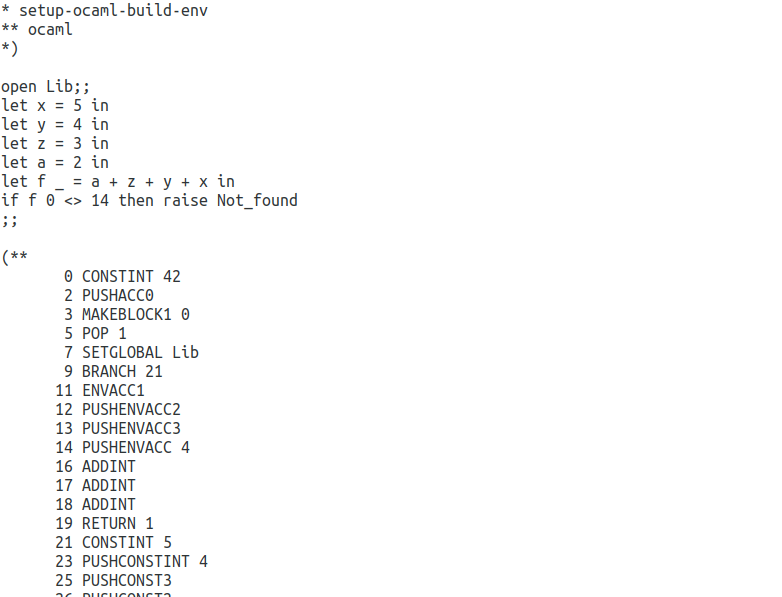 * setup-ocaml-build-env
** ocaml
*)

open Lib;;
let x = 5 in
let y = 4 in
let z = 3 in
let a = 2 in
let f _ = a + z + y + x in
if f 0 <> 14 then raise Not_found
;;

(**
       0 CONSTINT 42
       2 PUSHACC0
       3 MAKEBLOCK1 0
       5 POP 1
       7 SETGLOBAL Lib
       9 BRANCH 21
      11 ENVACC1
      12 PUSHENVACC2
      13 PUSHENVACC3
      14 PUSHENVACC 4
      16 ADDINT
      17 ADDINT
      18 ADDINT
      19 RETURN 1
      21 CONSTINT 5
      23 PUSHCONSTINT 4
      25 PUSHCONST3